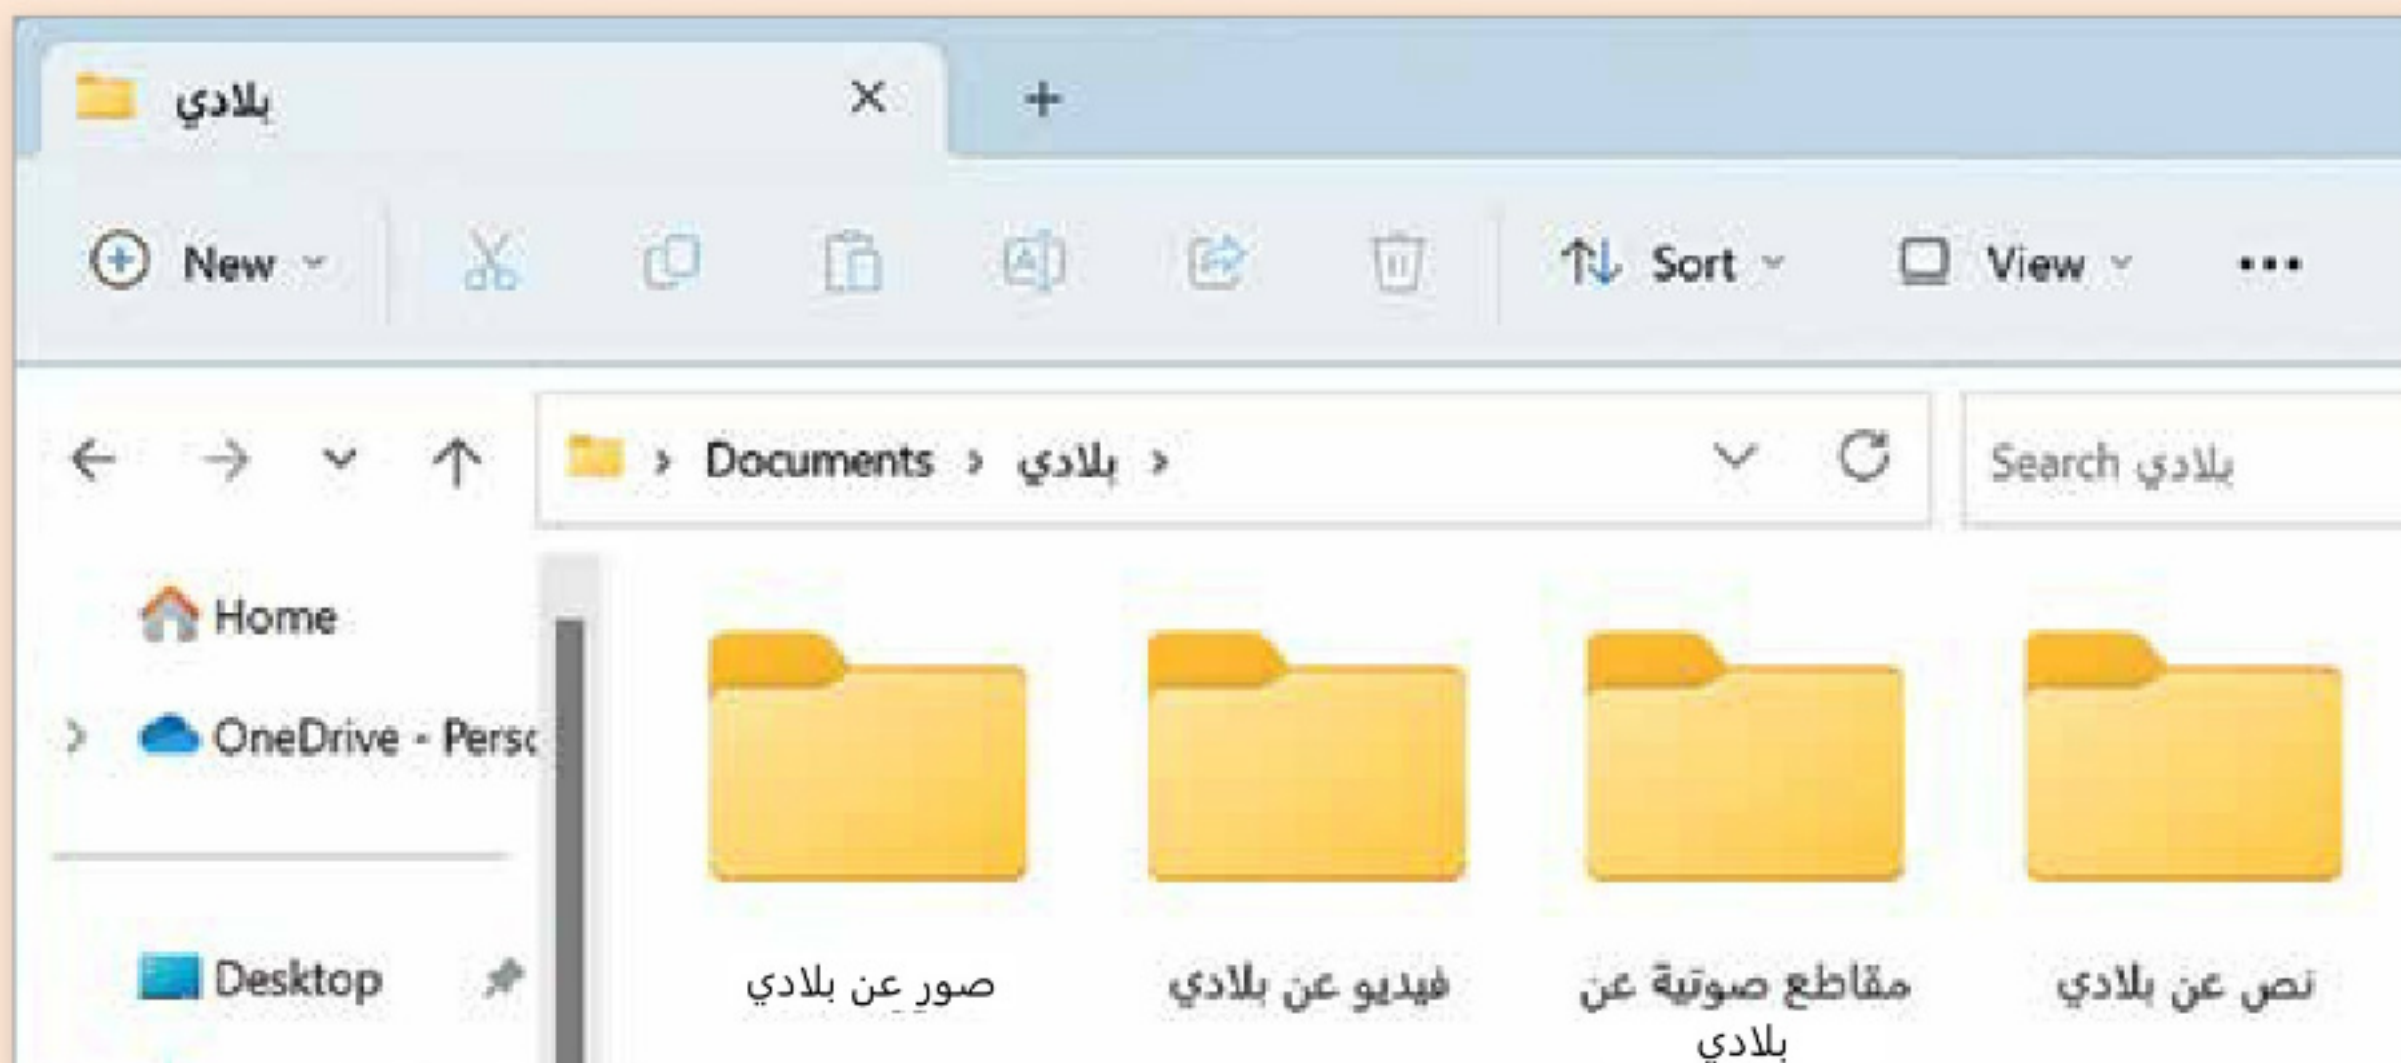 بلادي
New
Sort
View
Documents › بلادي
Search بلادي
Home
OneDrive - Persc
Desktop
صور عن بلادي
فيديو عن بلادي
مقاطع صوتية عن
بلادي
نص عن بلادي